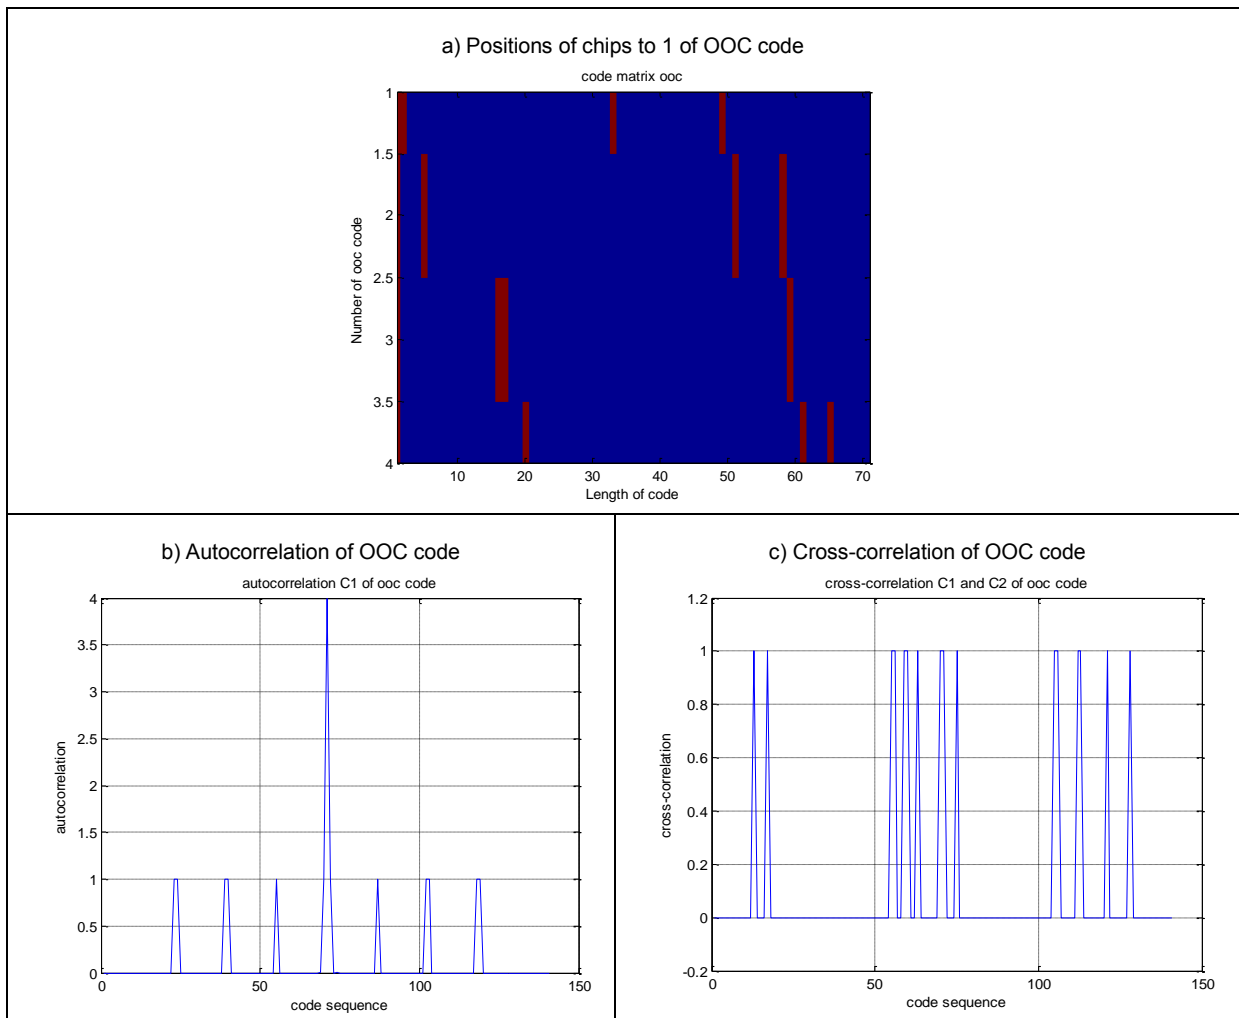 a) Positions of chips to 1 of OOC code
code matrix ooc
1
1.5
2
2.5
3
3.5
4
Number of ooc code
10 20 30 40 50 60 70
Length of code
b) Autocorrelation of OOC code
autocorrelation C1 of ooc code
4
3.5
3
2.5
2
1.5
1
0.5
0
autocorrelation
0 50 100 150
code sequence
c) Cross-correlation of OOC code
cross-correlation C1 and C2 of ooc code
1.2
1
0.8
0.6
0.4
0.2
0
-0.2
cross-correlation
0 50 100 150
code sequence